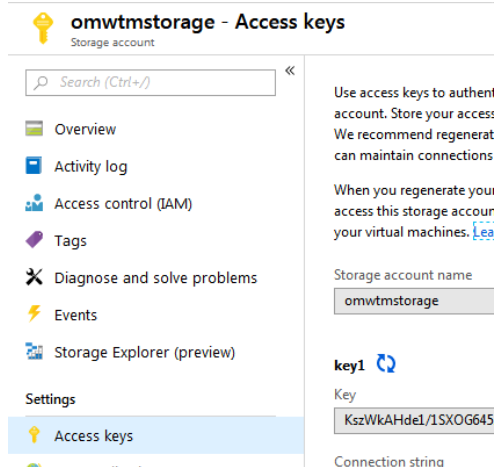 omwtmstorage - Access keys
Storage account
Search (Ctrl+/)
«
Overview
Activity log
Access control (IAM)
Tags
Diagnose and solve problems
Events
Storage Explorer (preview)
Settings
Access keys
Use access keys to authent
account. Store your access
We recommend regenerat
can maintain connections
When you regenerate your
access this storage accoun
your virtual machines. Lea
Storage account name
omwtmstorage
key1
Key
KszWkAHde1/1SXOG645
Connection string